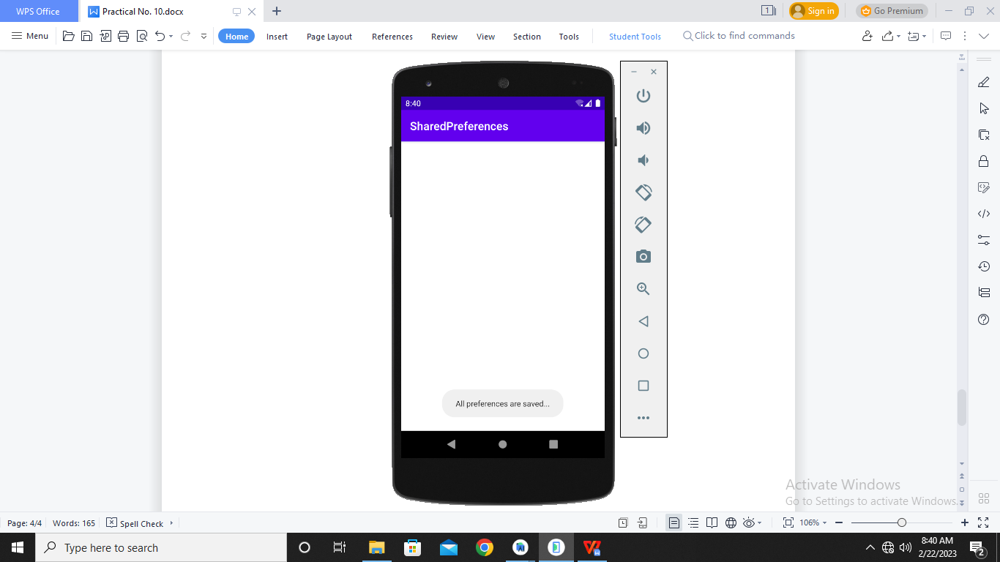 WPS Office
Practical No. 10.docx
1
Sign in
Go Premium
Menu
Home
Insert
Page Layout
References
Review
View
Section
Tools
Student Tools
Click to find commands
8:40
SharedPreferences
All preferences are saved...
Activate Windows
Go to Settings to activate Windows.
Page: 4/4
Words: 165
Spell Check
106%
Type here to search
8:40 AM
2/22/2023
2